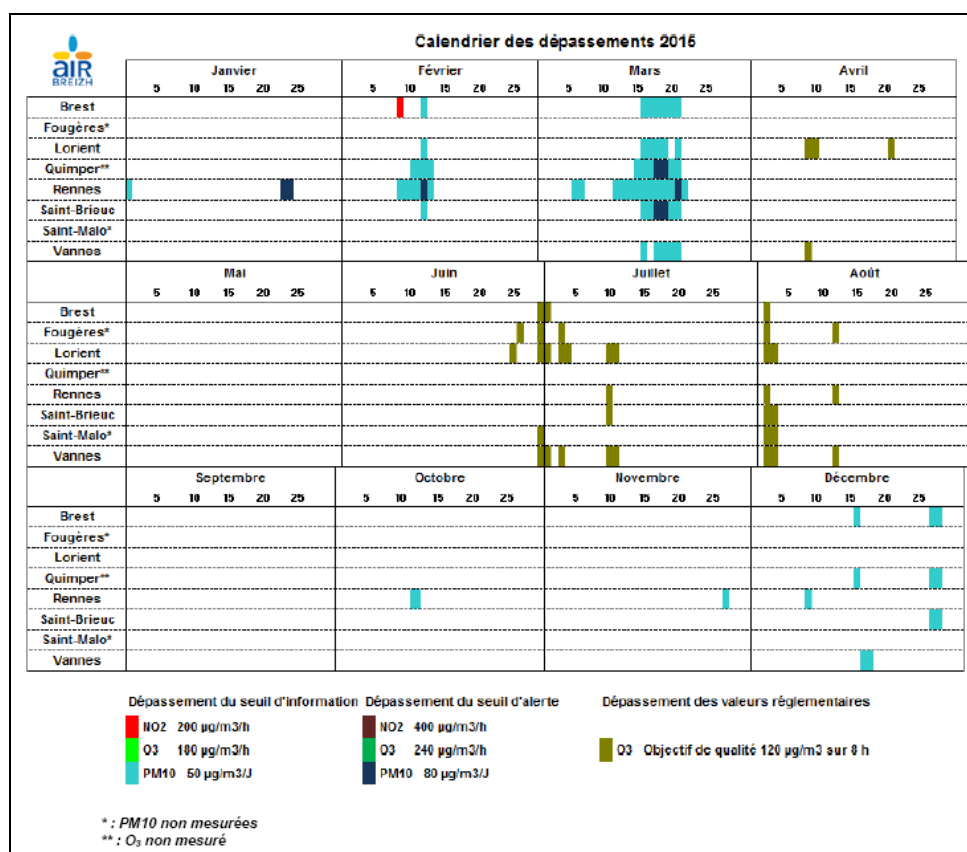 aiR
BREIZH
Calendrier des dépassements 2015
Janvier Février Mars Avril
5 10 15 20 25 5 10 15 20 25 5 10 15 20 25 5 10 15 20 25
Brest
Fougères*
Lorient
Quimper**
Rennes
Saint-Brieuc
Saint-Malo*
Vannes
Mai Juin Juillet Août
5 10 15 20 25 5 10 15 20 25 5 10 15 20 25 5 10 15 20 25
Brest
Fougères*
Lorient
Quimper**
Rennes
Saint-Brieuc
Saint-Malo*
Vannes
Septembre Octobre Novembre Décembre
5 10 15 20 25 5 10 15 20 25 5 10 15 20 25 5 10 15 20 25
Brest
Fougères*
Lorient
Quimper**
Rennes
Saint-Brieuc
Saint-Malo*
Vannes
Dépassement du seuil d'information Dépassement du seuil d'alerte Dépassement des valeurs réglementaires
NO2 200 µg/m3/h NO2 400 µg/m3/h
O3 180 µg/m3/h O3 240 µg/m3/h O3 Objectif de qualité 120 µg/m3 sur 8 h
PM10 50 µg/m3/J PM10 80 µg/m3/J
* : PM10 non mesurées
** : O₃ non mesuré